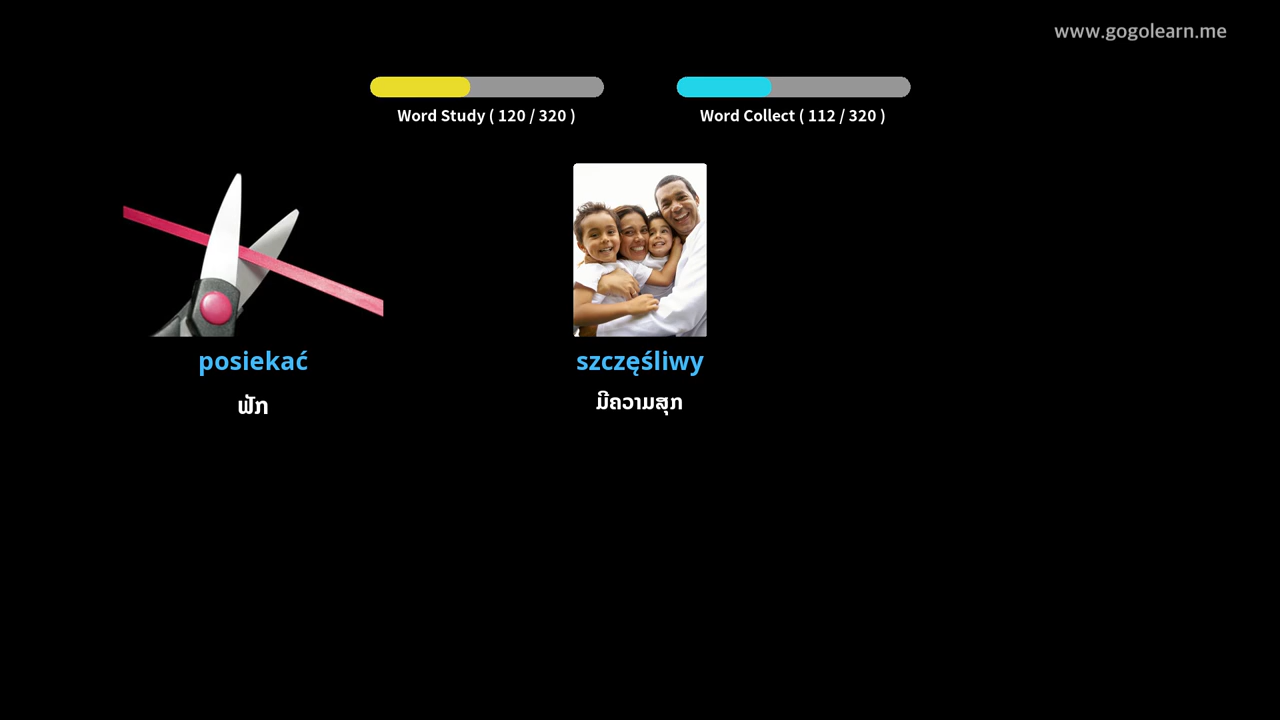 www.gogolearn.me
Word Study ( 120 / 320 )
Word Collect ( 112 / 320 )
posiekać
szczęśliwy
ຟັກ
ມີຄວາມສຸກ